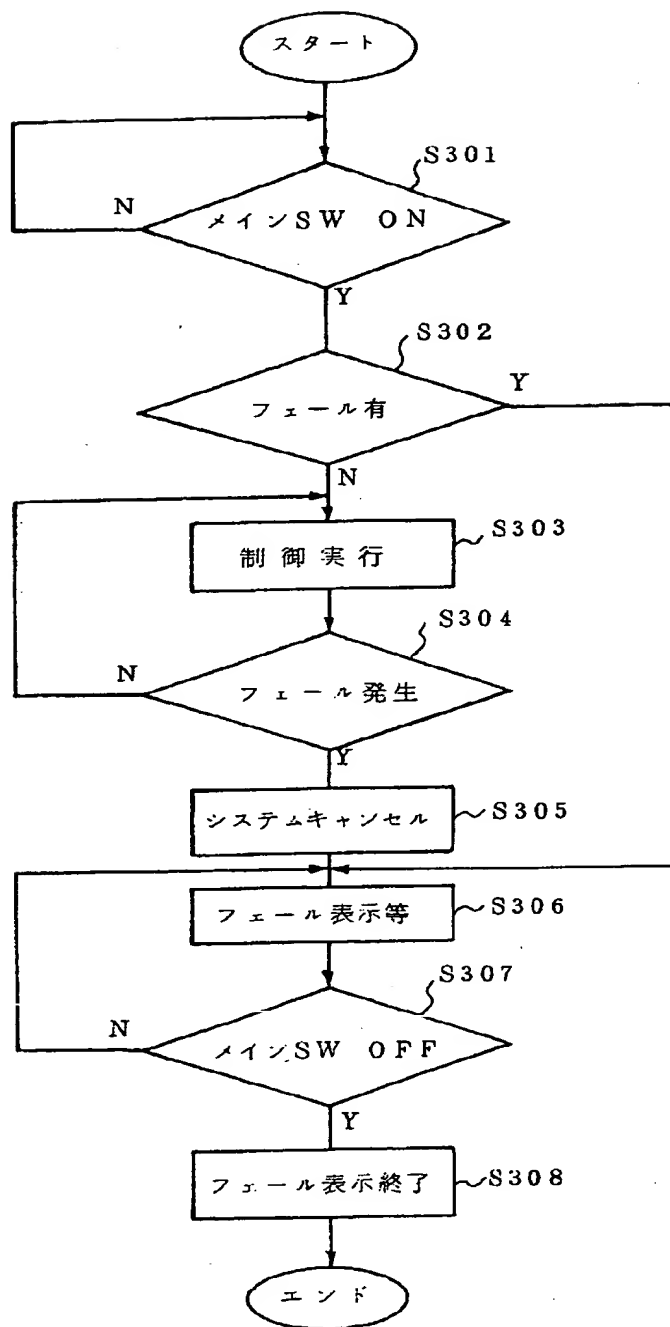 スタート
S301
N
メインSW ON
Y
S302
Y
フェール有
N
S303
制御実行
S304
N
フェール発生
Y
システムキャンセル
S305
フェール表示等
S306
S307
N
メインSW OFF
Y
フェール表示終了
S308
エンド